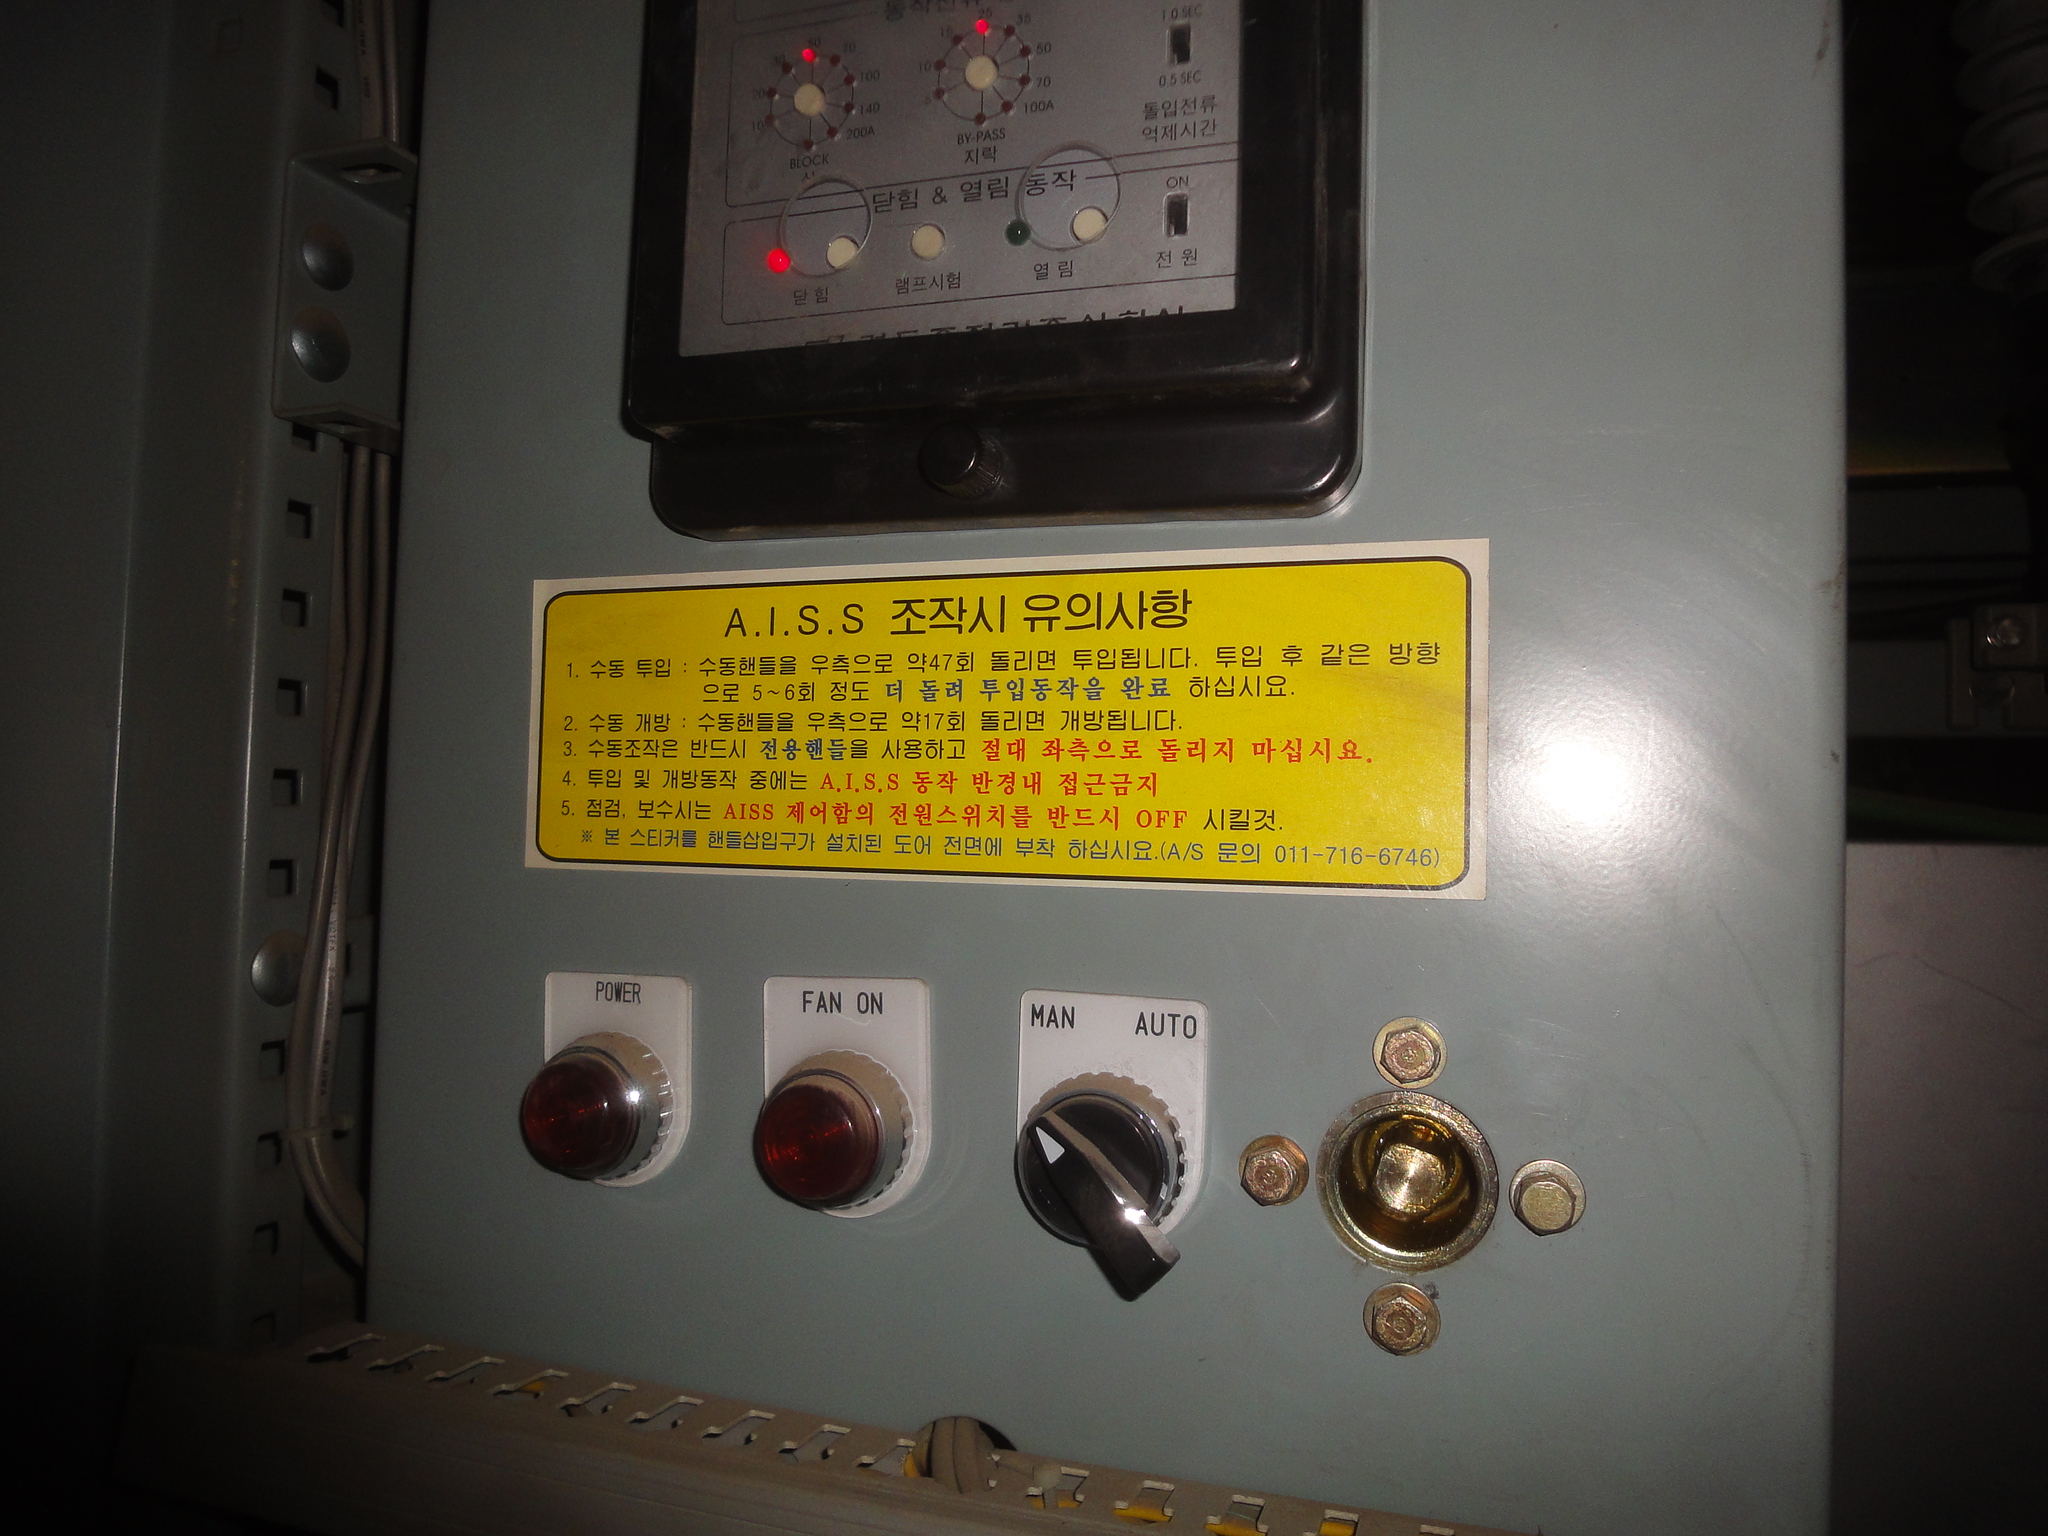 1.0 SEC
0.5 SEC
돌입전류
억제시간
10 20 30 50 70 100 140 200A
BLOCK
5 10 15 25 35 50 70 100A
BY-PASS
지락
닫힘 & 열림 동작
닫힘
램프시험
열림
ON
전원
A.I.S.S 조작시 유의사항
1. 수동 투입 : 수동핸들을 우측으로 약47회 돌리면 투입됩니다. 투입 후 같은 방향
으로 5~6회 정도 더 돌려 투입동작을 완료 하십시요.
2. 수동 개방 : 수동핸들을 우측으로 약17회 돌리면 개방됩니다.
3. 수동조작은 반드시 전용핸들을 사용하고 절대 좌측으로 돌리지 마십시요.
4. 투입 및 개방동작 중에는 A.I.S.S 동작 반경내 접근금지
5. 점검, 보수시는 AISS 제어함의 전원스위치를 반드시 OFF 시킬것.
※ 본 스티커를 핸들삽입구가 설치된 도어 전면에 부착 하십시요.(A/S 문의 011-716-6746)
POWER
FAN ON
MAN AUTO